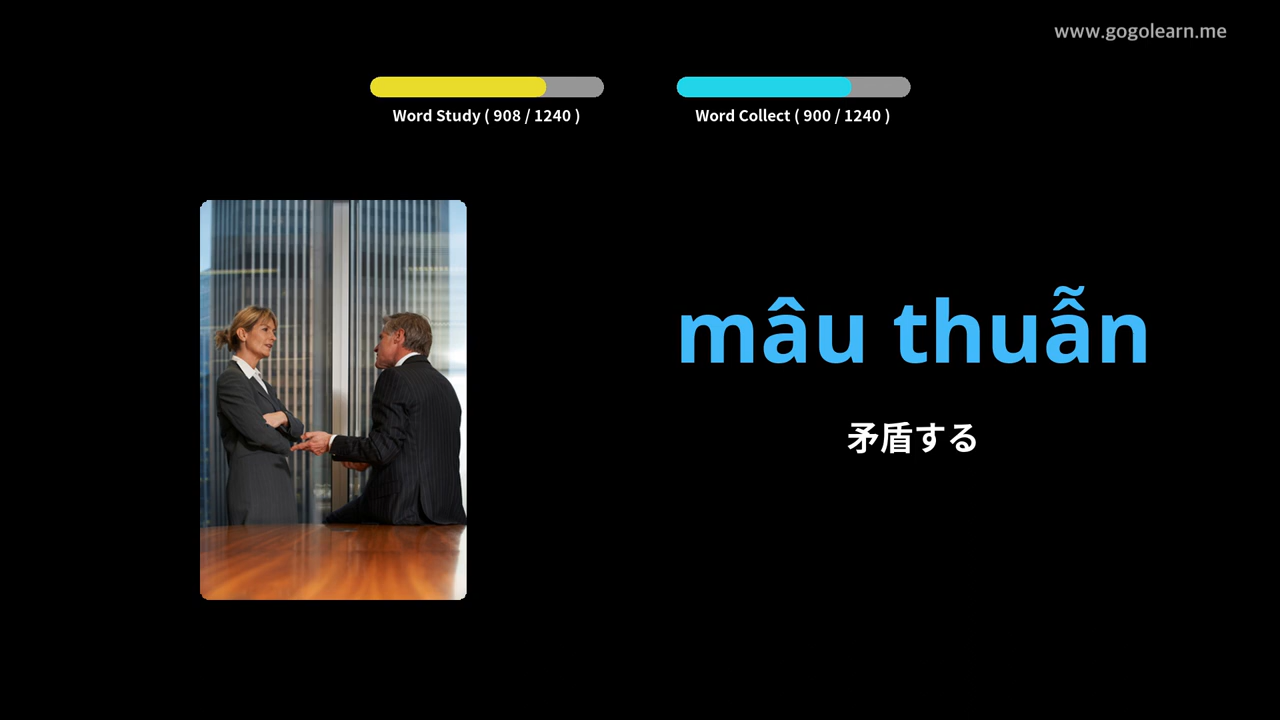 www.gogolearn.me
Word Study ( 908 / 1240 )
Word Collect ( 900 / 1240 )
mâu thuẫn
矛盾する